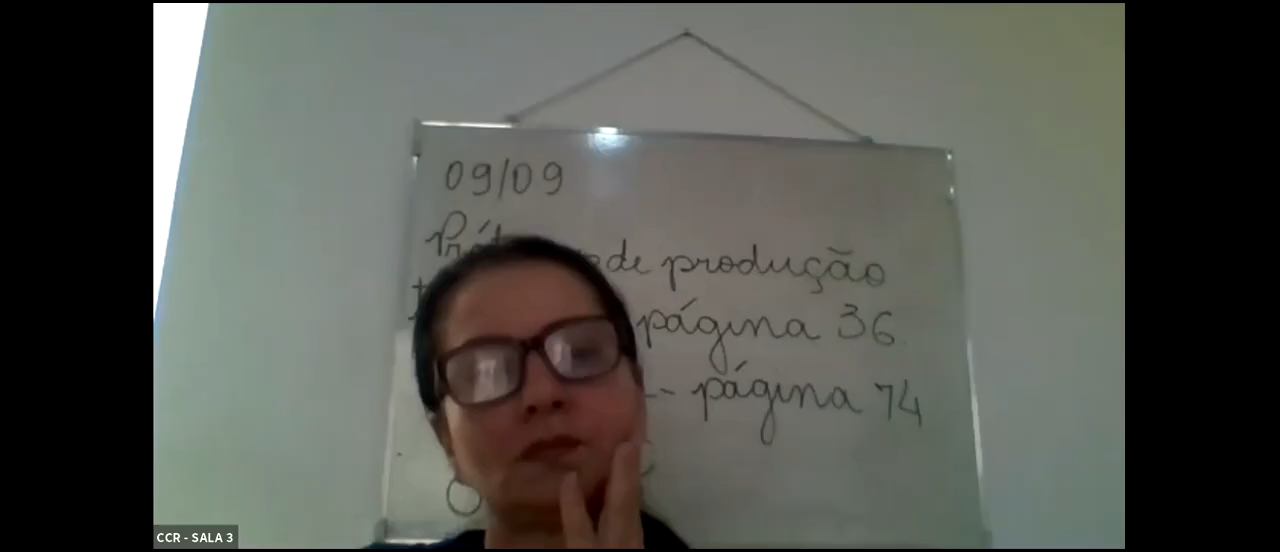 09/09
de produção
página 36
-- página 74
CCR - SALA 3